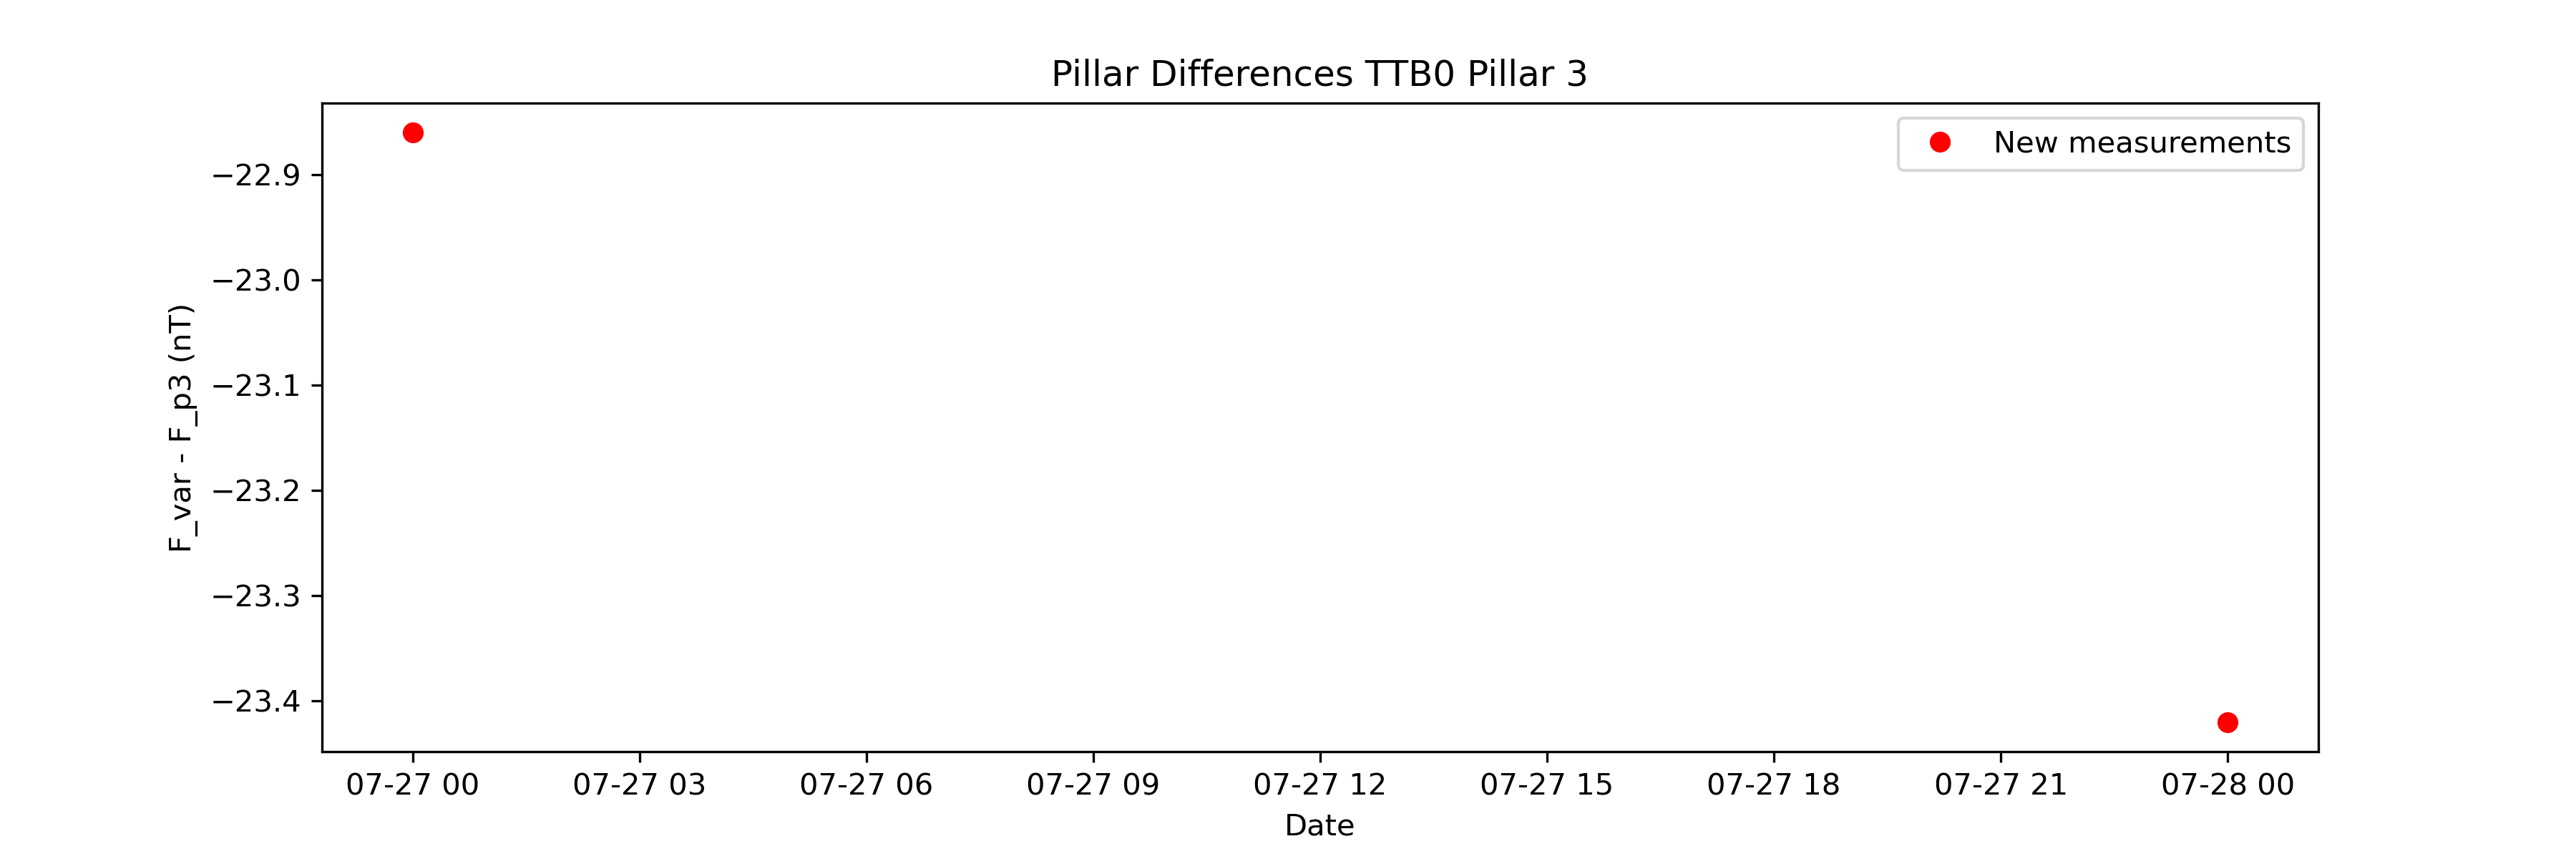 Pillar Differences TTB0 Pillar 3
New measurements
F_var - F_p3 (nT)
−22.9
−23.0
−23.1
−23.2
−23.3
−23.4
07-27 00 07-27 03 07-27 06 07-27 09 07-27 12 07-27 15 07-27 18 07-27 21 07-28 00
Date